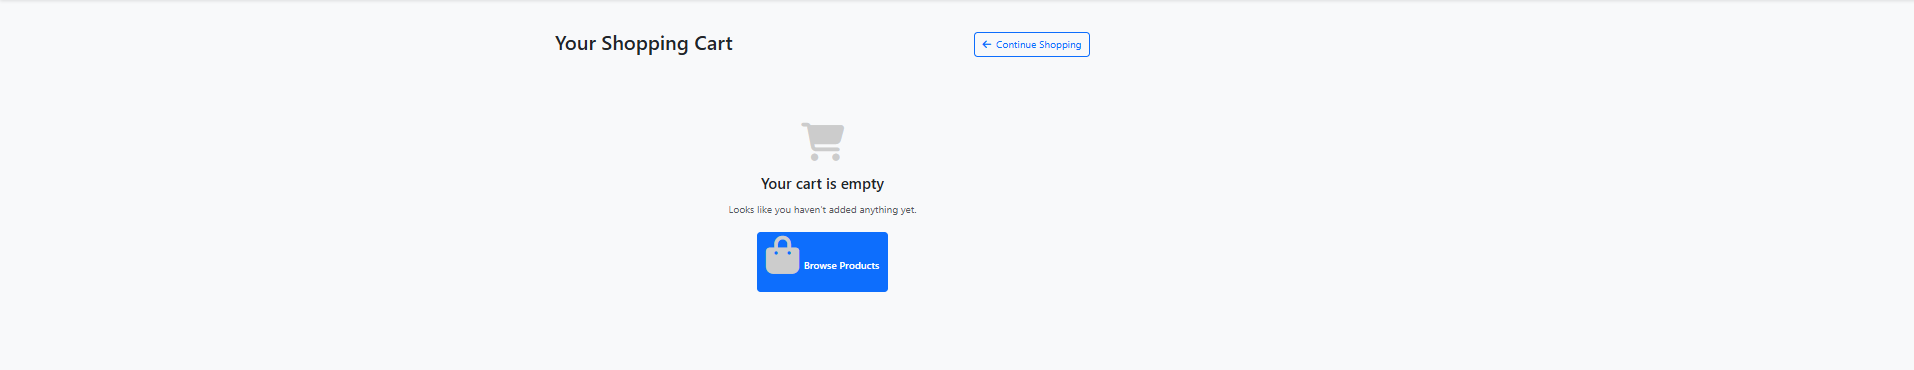 Your Shopping Cart
Continue Shopping
Your cart is empty
Looks like you haven't added anything yet.
Browse Products